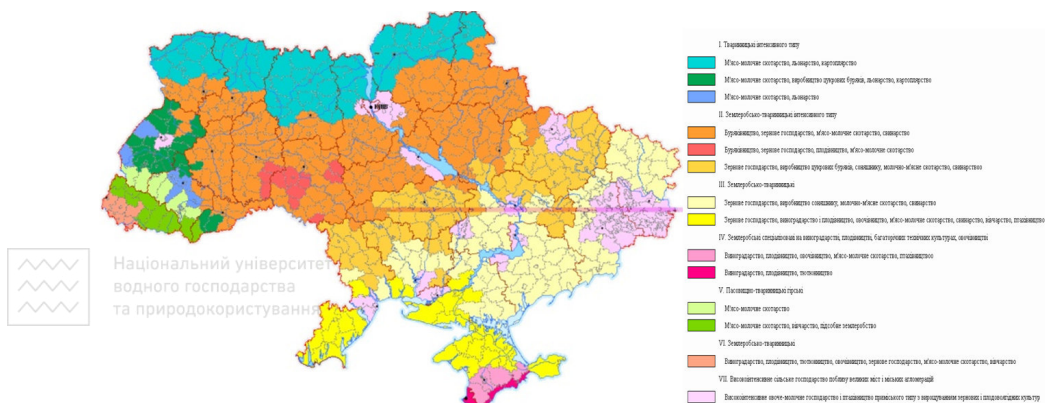 Національний університет
водного господарства
та природокористування
I. Тваринницькі інтенсивного типу
М'ясо-молочне скотарство, льонарство, картоплярство
М'ясо-молочне скотарство, виробництво цукрових буряків, льонарство, картоплярство
М'ясо-молочне скотарство, льонарство
II. Землеробсько-тваринницькі інтенсивного типу
Буряківництво, зернове господарство, м'ясо-молочне скотарство, свинарство
Буряківництво, зернове господарство, плодівництво, м'ясо-молочне скотарство
Зернове господарство, виробництво цукрових буряків, соняшнику, молочно-м'ясне скотарство, свинарство
III. Землеробсько-тваринницькі
Зернове господарство, виробництво соняшнику, молочно-м'ясне скотарство, свинарство
Зернове господарство, виноградарство і плодівництво, овочівництво, м'ясо-молочне скотарство, свинарство, вівчарство, птахівництво
IV. Землеробські спеціалізовані на виноградарстві, плодівництві, багаторічних технічних культурах, овочівництві
Виноградарство, плодівництво, овочівництво, м'ясо-молочне скотарство, птахівництво
Виноградарство, плодівництво, тютюнництво
V. Пасовищно-тваринницькі гірські
М'ясо-молочне скотарство
М'ясо-молочне скотарство, вівчарство, підсобне землеробство
VI. Землеробсько-тваринницькі
Виноградарство, плодівництво, тютюнництво, овочівництво, зернове господарство, м'ясо-молочне скотарство, вівчарство
VII. Високоінтенсивне сільське господарство поблизу великих міст і міських агломерацій
Високоінтенсивне овоче-молочне господарство і птахівництво приміського типу з вирощуванням зернових і плодоягідних культур